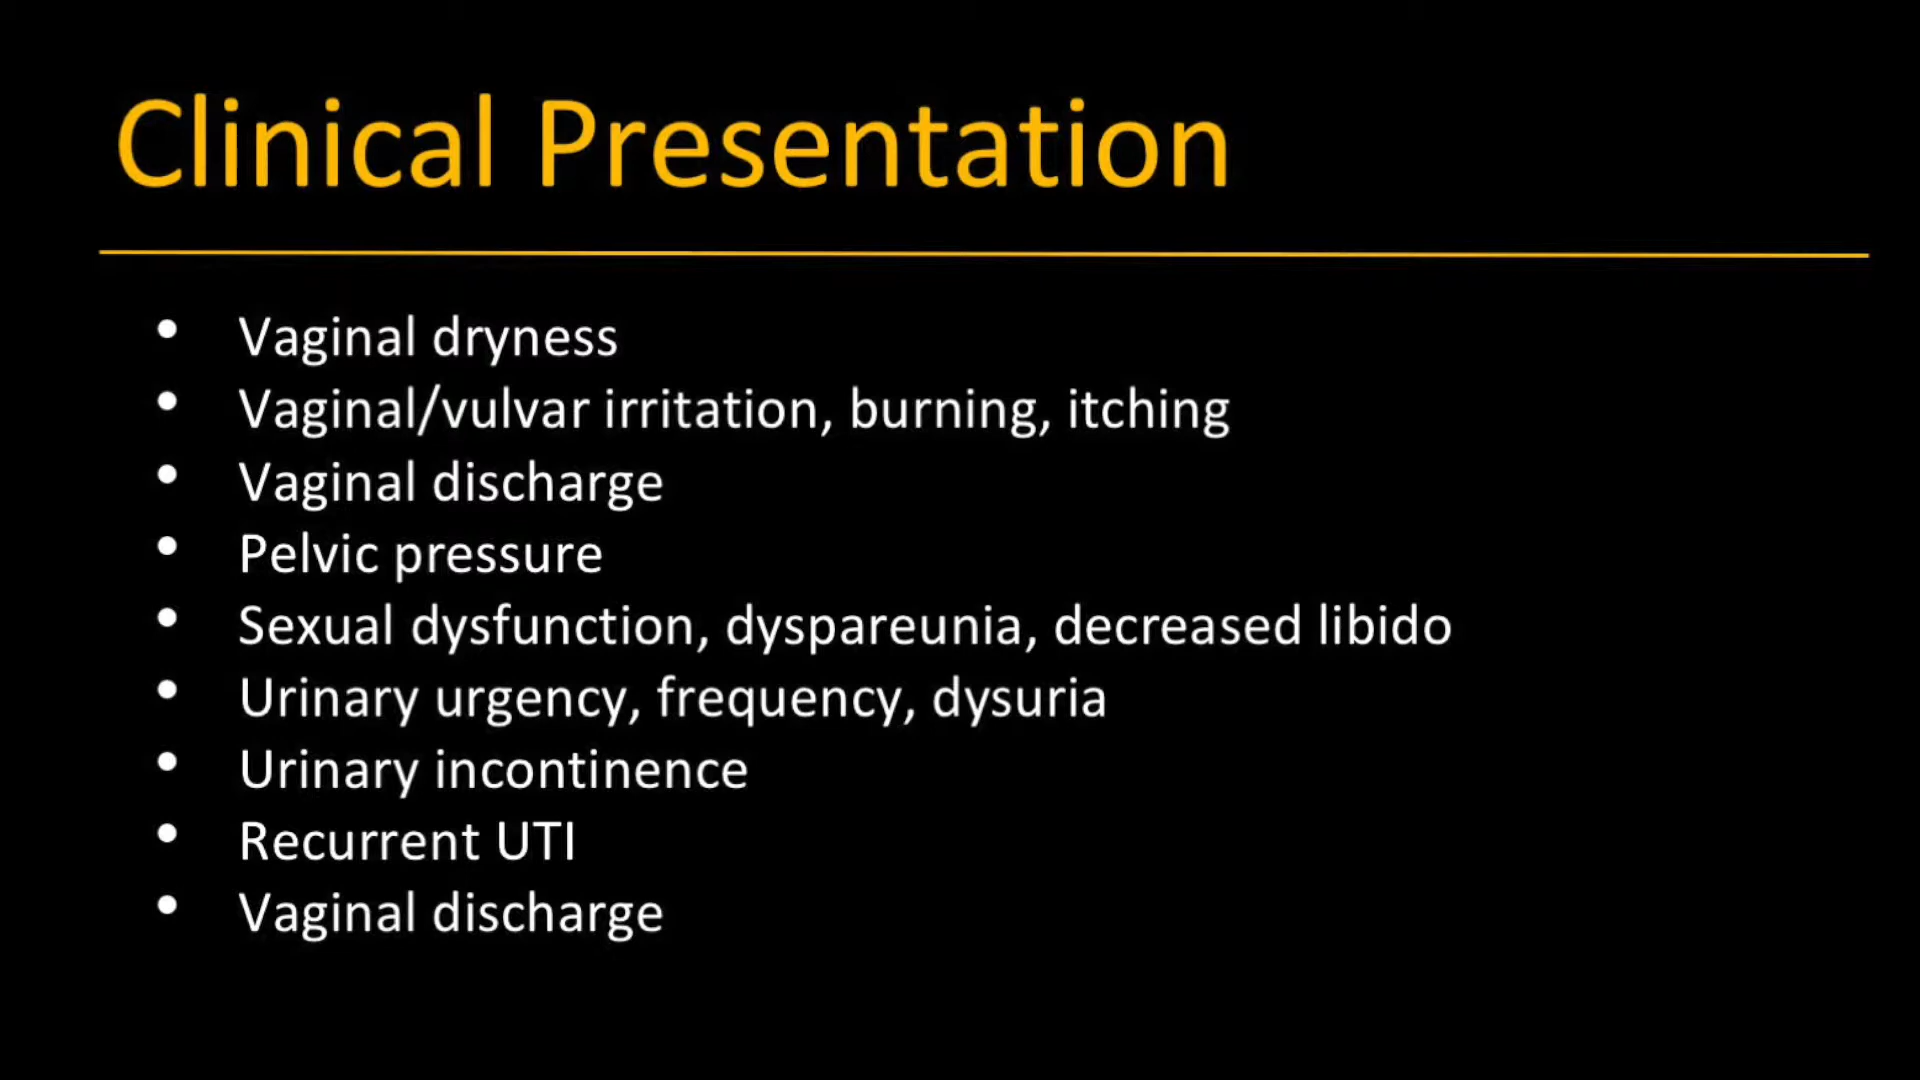 Clinical Presentation
• Vaginal dryness
• Vaginal/vulvar irritation, burning, itching
• Vaginal discharge
• Pelvic pressure
• Sexual dysfunction, dyspareunia, decreased libido
• Urinary urgency, frequency, dysuria
• Urinary incontinence
• Recurrent UTI
• Vaginal discharge